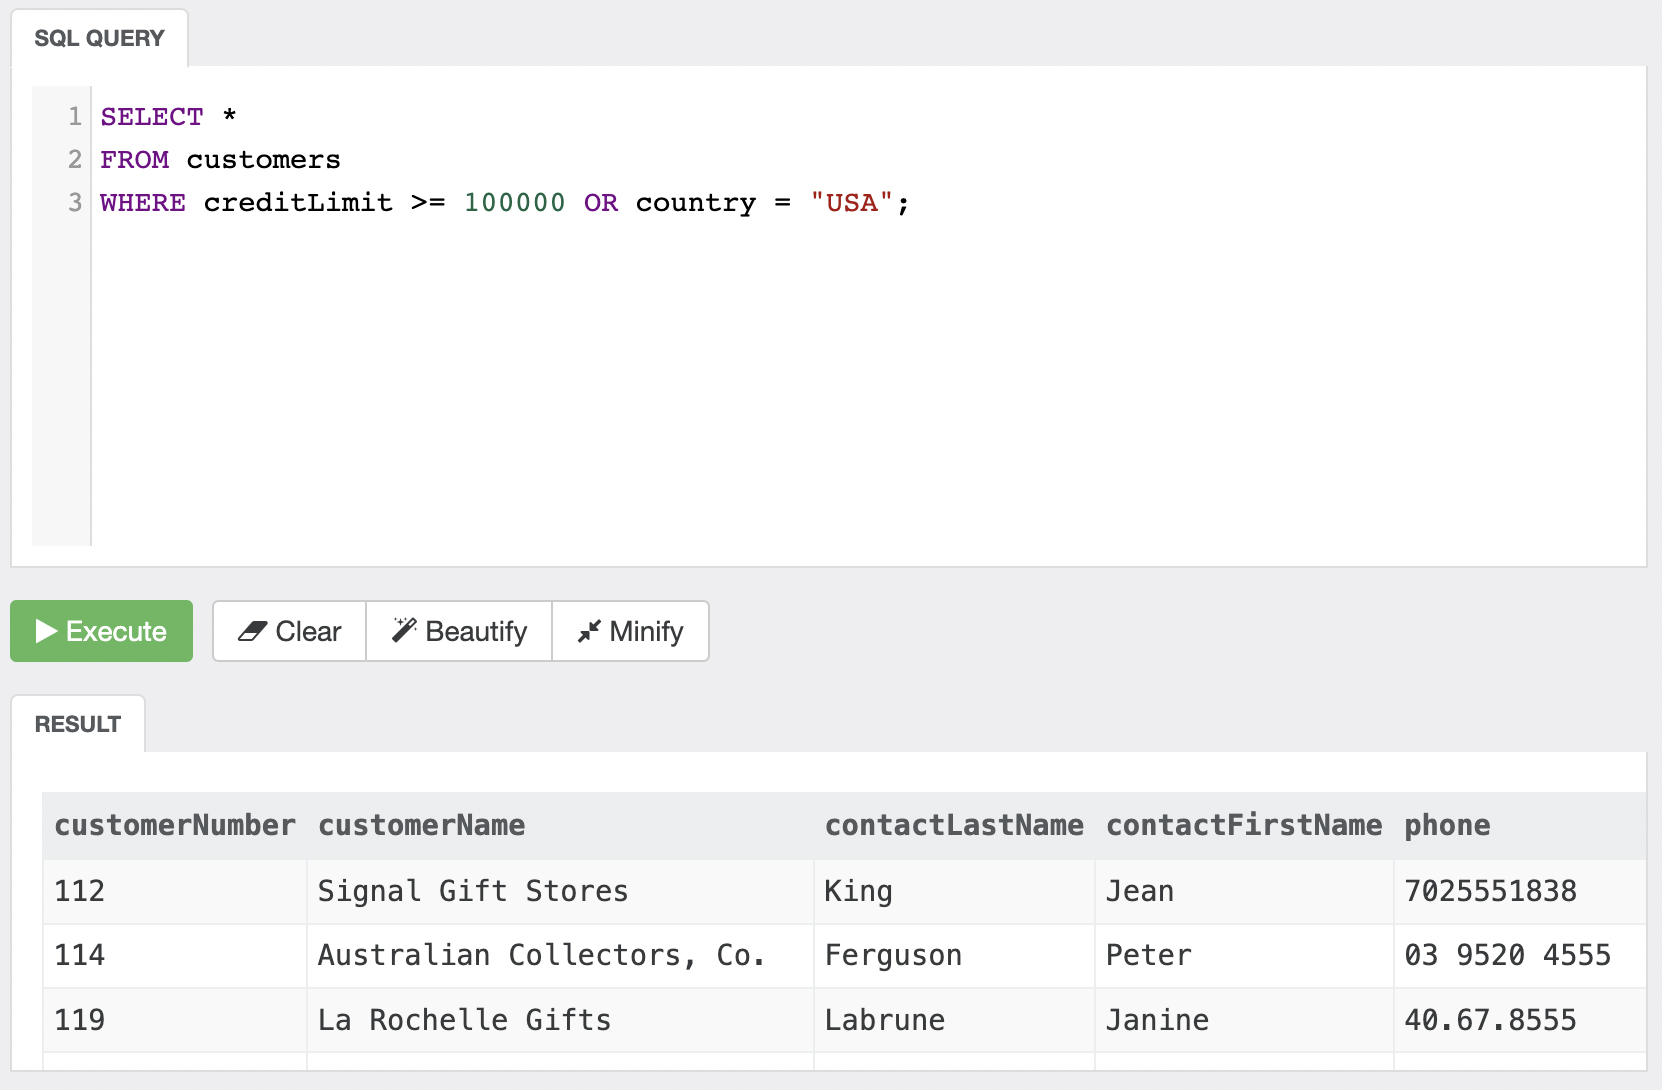 SQL QUERY
1 SELECT *
2 FROM customers
3 WHERE creditLimit >= 100000 OR country = "USA";
Execute Clear Beautify Minify
RESULT
customerNumber customerName contactLastName contactFirstName phone
112 Signal Gift Stores King Jean 7025551838
114 Australian Collectors, Co. Ferguson Peter 03 9520 4555
119 La Rochelle Gifts Labrune Janine 40.67.8555